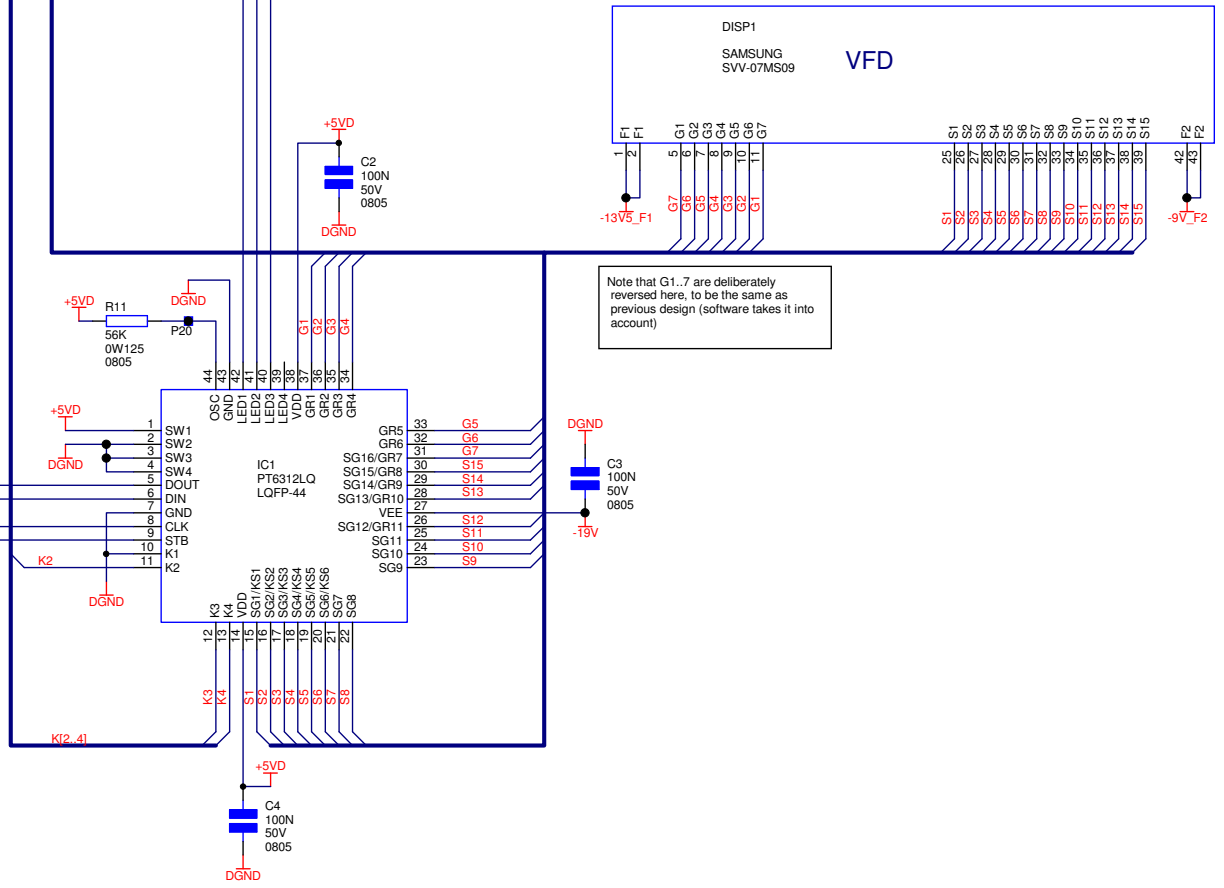 DISP1
SAMSUNG
SVV-07MS09
VFD
F1
F1
G1
G2
G3
G4
G5
G6
G7
S1
S2
S3
S4
S5
S6
S7
S8
S9
S10
S11
S12
S13
S14
S15
F2
F2
1
2
5
6
7
8
9
10
11
25
26
27
28
29
30
31
32
33
34
35
36
37
38
39
42
43
-13V5_F1
G7
G6
G5
G4
G3
G2
G1
S1
S2
S3
S4
S5
S6
S7
S8
S9
S10
S11
S12
S13
S14
S15
-9V_F2
+5VD
C2
100N
50V
0805
DGND
Note that G1..7 are deliberately
reversed here, to be the same as
previous design (software takes it into
account)
+5VD
R11
56K
0W125
0805
DGND
P20
G1
G2
G3
G4
44
43
42
41
40
39
38
37
36
35
34
OSC
GND
LED1
LED2
LED3
LED4
VDD
GR1
GR2
GR3
GR4
+5VD
DGND
1 SW1
2 SW2
3 SW3
4 SW4
5 DOUT
6 DIN
7 GND
8 CLK
9 STB
10 K1
K2 11 K2
DGND
IC1
PT6312LQ
LQFP-44
GR5 33 G5
GR6 32 G6
SG16/GR7 31 G7
SG15/GR8 30 S15
SG14/GR9 29 S14
SG13/GR10 28 S13
VEE 27
SG12/GR11 26 S12
SG11 25 S11
SG10 24 S10
SG9 23 S9
DGND
C3
100N
50V
0805
-19V
K3
K4
VDD
SG1/KS1
SG2/KS2
SG3/KS3
SG4/KS4
SG5/KS5
SG6/KS6
SG7
SG8
12
13
14
15
16
17
18
19
20
21
22
K3
K4
S1
S2
S3
S4
S5
S6
S7
S8
K[2..4]
+5VD
C4
100N
50V
0805
DGND